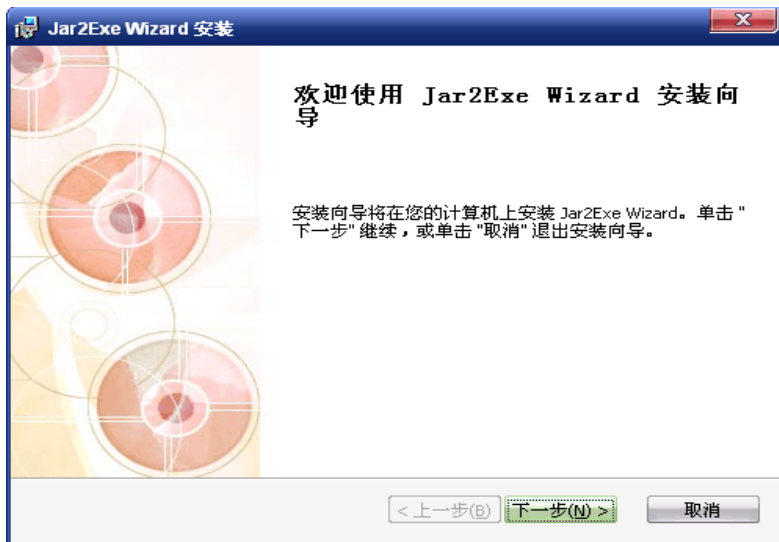 Jar2Exe Wizard 安装
欢迎使用 Jar2Exe Wizard 安装向
导
安装向导将在您的计算机上安装 Jar2Exe Wizard。单击 "
下一步" 继续，或单击 "取消" 退出安装向导。
< 上一步(B) 下一步(N) > 取消